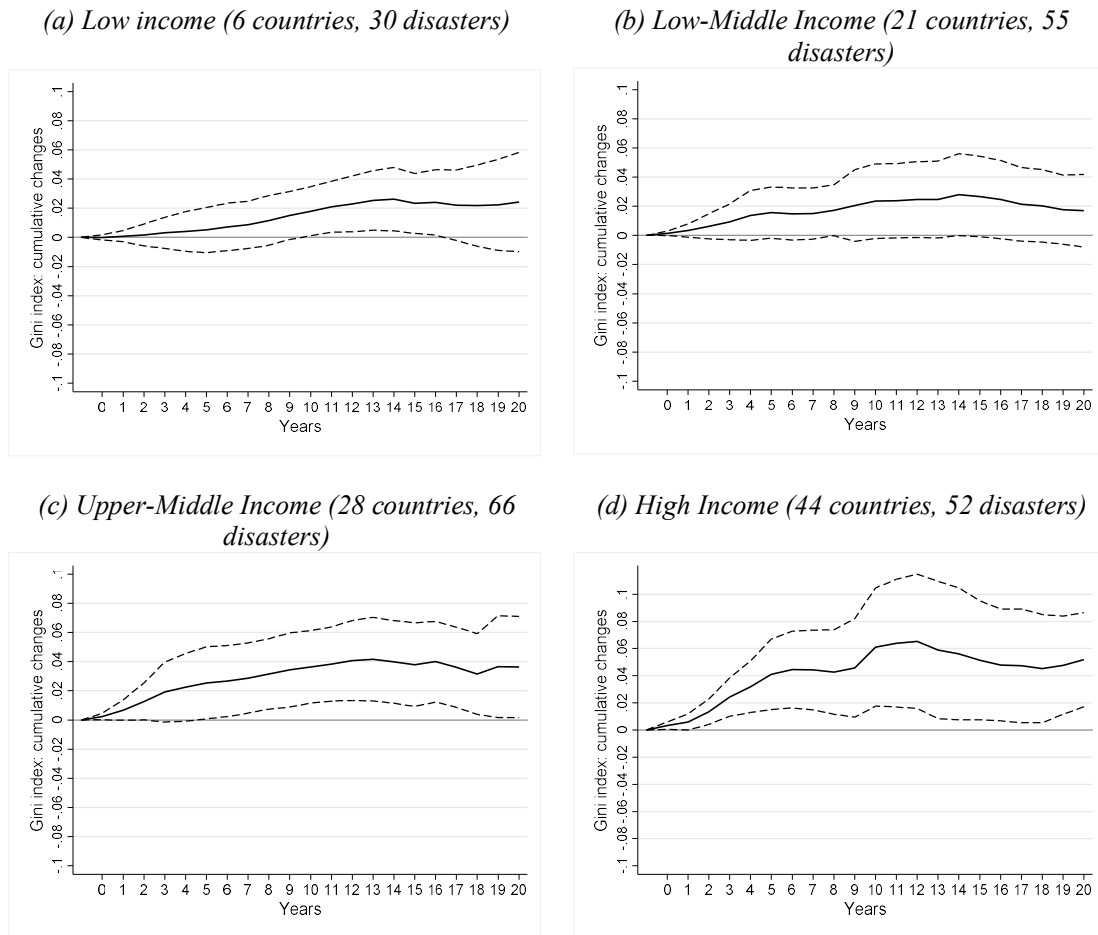 (a) Low income (6 countries, 30 disasters)
(b) Low-Middle Income (21 countries, 55
disasters)
Gini index: cumulative changes
-.1 -.08 -.06 -.04 -.02 0 .02 .04 .06 .08 .1
0 1 2 3 4 5 6 7 8 9 10 11 12 13 14 15 16 17 18 19 20
Years
Gini index: cumulative changes
-.1 -.08 -.06 -.04 -.02 0 .02 .04 .06 .08 .1
0 1 2 3 4 5 6 7 8 9 10 11 12 13 14 15 16 17 18 19 20
Years
(c) Upper-Middle Income (28 countries, 66
disasters)
(d) High Income (44 countries, 52 disasters)
Gini index: cumulative changes
-.1 -.08 -.06 -.04 -.02 0 .02 .04 .06 .08 .1
0 1 2 3 4 5 6 7 8 9 10 11 12 13 14 15 16 17 18 19 20
Years
Gini index: cumulative changes
-.1 -.08 -.06 -.04 -.02 0 .02 .04 .06 .08 .1
0 1 2 3 4 5 6 7 8 9 10 11 12 13 14 15 16 17 18 19 20
Years